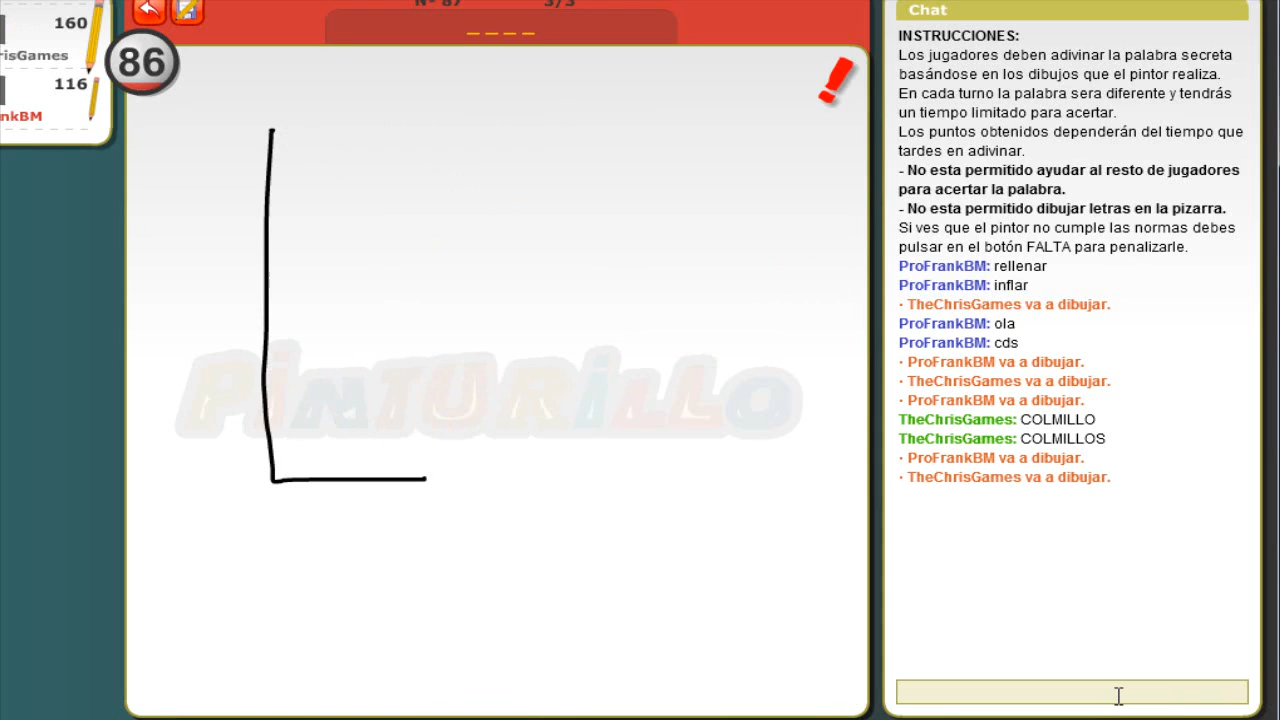 160
risGames
116
nkBM
86
Nº 87
3/3
_ _ _ _
PINTURILLO
Chat
INSTRUCCIONES:
Los jugadores deben adivinar la palabra secreta
basándose en los dibujos que el pintor realiza.
En cada turno la palabra sera diferente y tendrás
un tiempo limitado para acertar.
Los puntos obtenidos dependerán del tiempo que
tardes en adivinar.
- No esta permitido ayudar al resto de jugadores
para acertar la palabra.
- No esta permitido dibujar letras en la pizarra.
Si ves que el pintor no cumple las normas debes
pulsar en el botón FALTA para penalizarle.
ProFrankBM: rellenar
ProFrankBM: inflar
· TheChrisGames va a dibujar.
ProFrankBM: ola
ProFrankBM: cds
· ProFrankBM va a dibujar.
· TheChrisGames va a dibujar.
· ProFrankBM va a dibujar.
TheChrisGames: COLMILLO
TheChrisGames: COLMILLOS
· ProFrankBM va a dibujar.
· TheChrisGames va a dibujar.